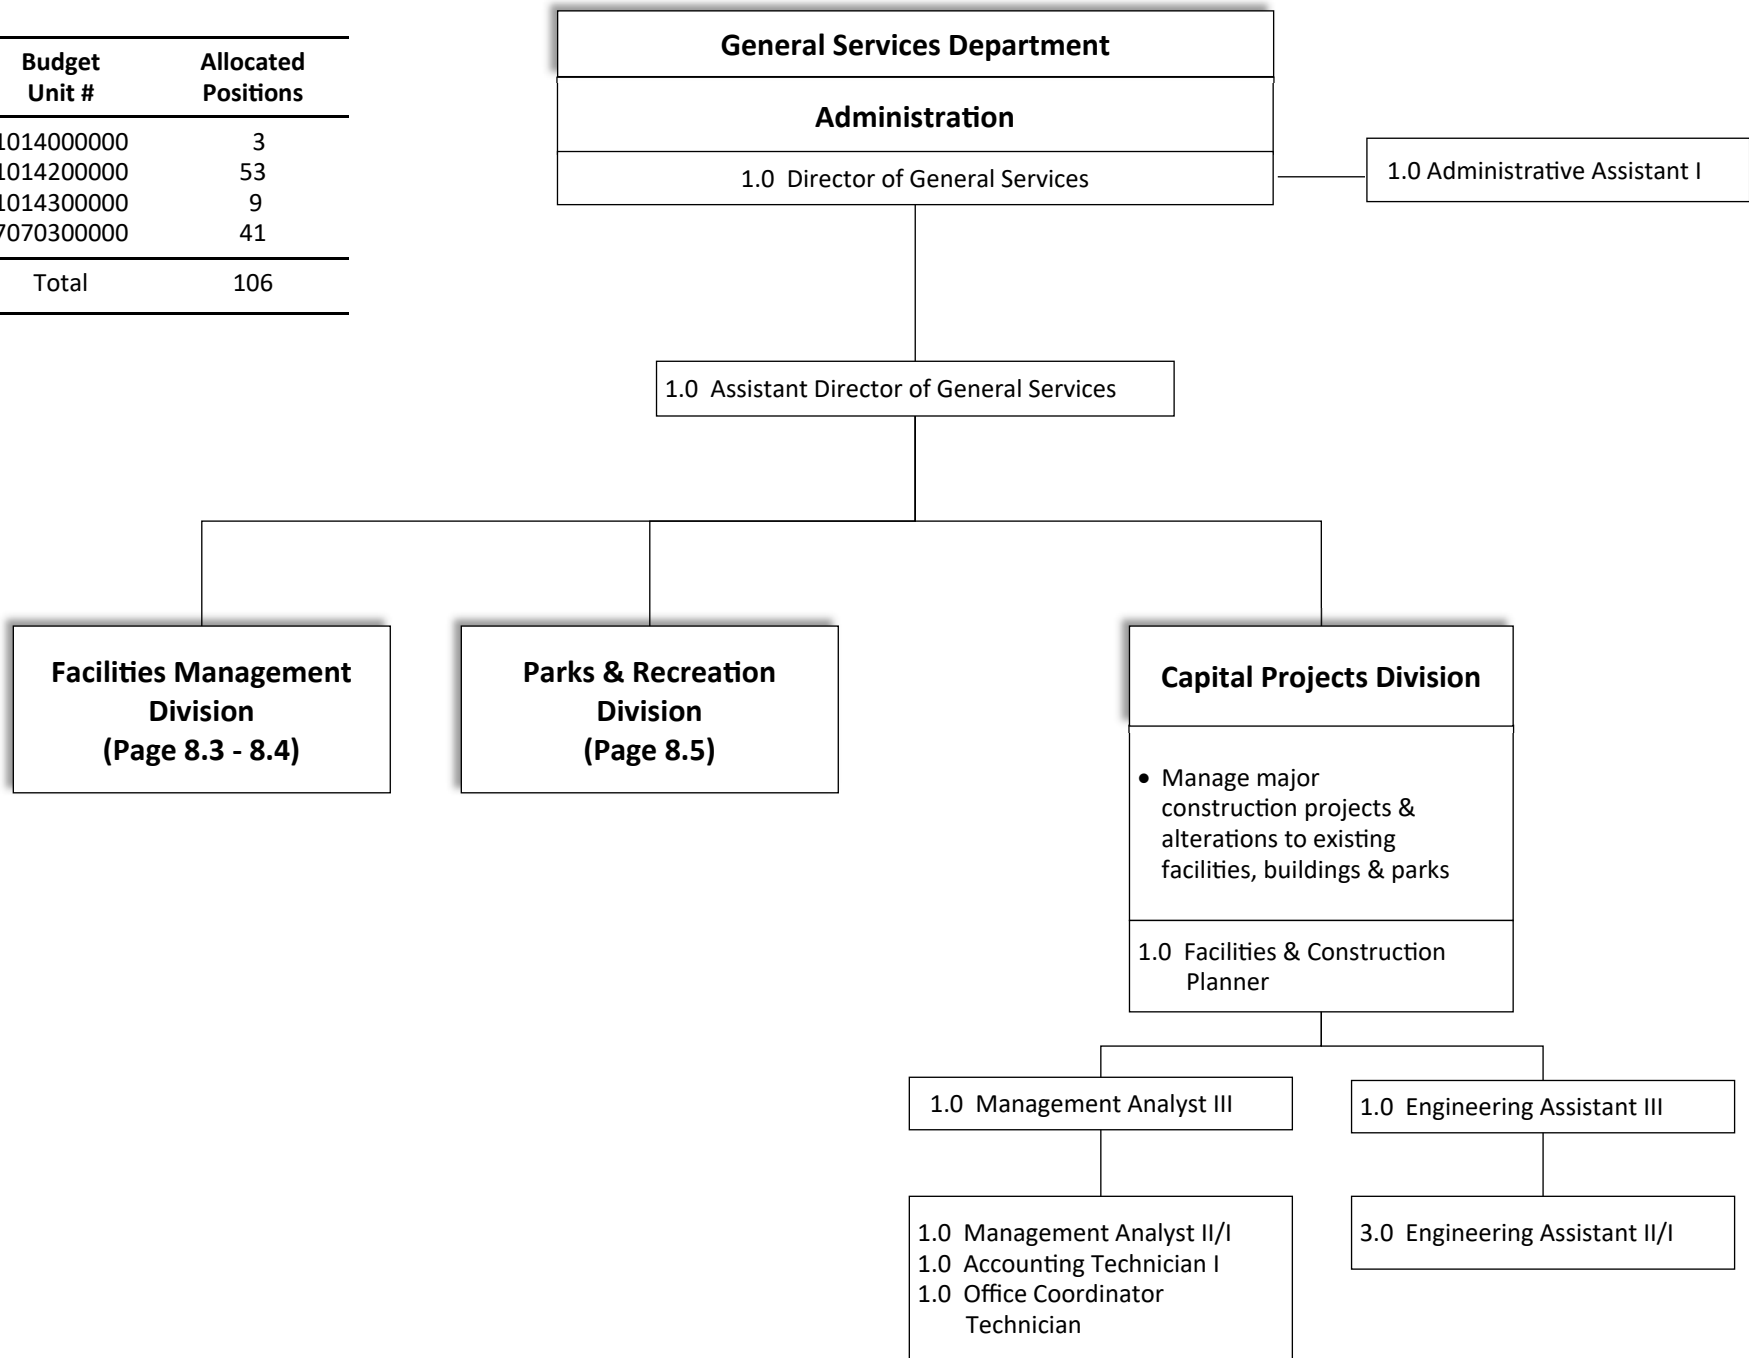 Budget Allocated
Unit # Positions
1014000000 3
1014200000 53
1014300000 9
7070300000 41
Total 106
General Services Department
Administration
1.0 Director of General Services
1.0 Administrative Assistant I
1.0 Assistant Director of General Services
Facilities Management
Division
(Page 8.3 - 8.4)
Parks & Recreation
Division
(Page 8.5)
Capital Projects Division
• Manage major
construction projects &
alterations to existing
facilities, buildings & parks
1.0 Facilities & Construction
Planner
1.0 Management Analyst III
1.0 Engineering Assistant III
1.0 Management Analyst II/I
1.0 Accounting Technician I
1.0 Office Coordinator
Technician
3.0 Engineering Assistant II/I